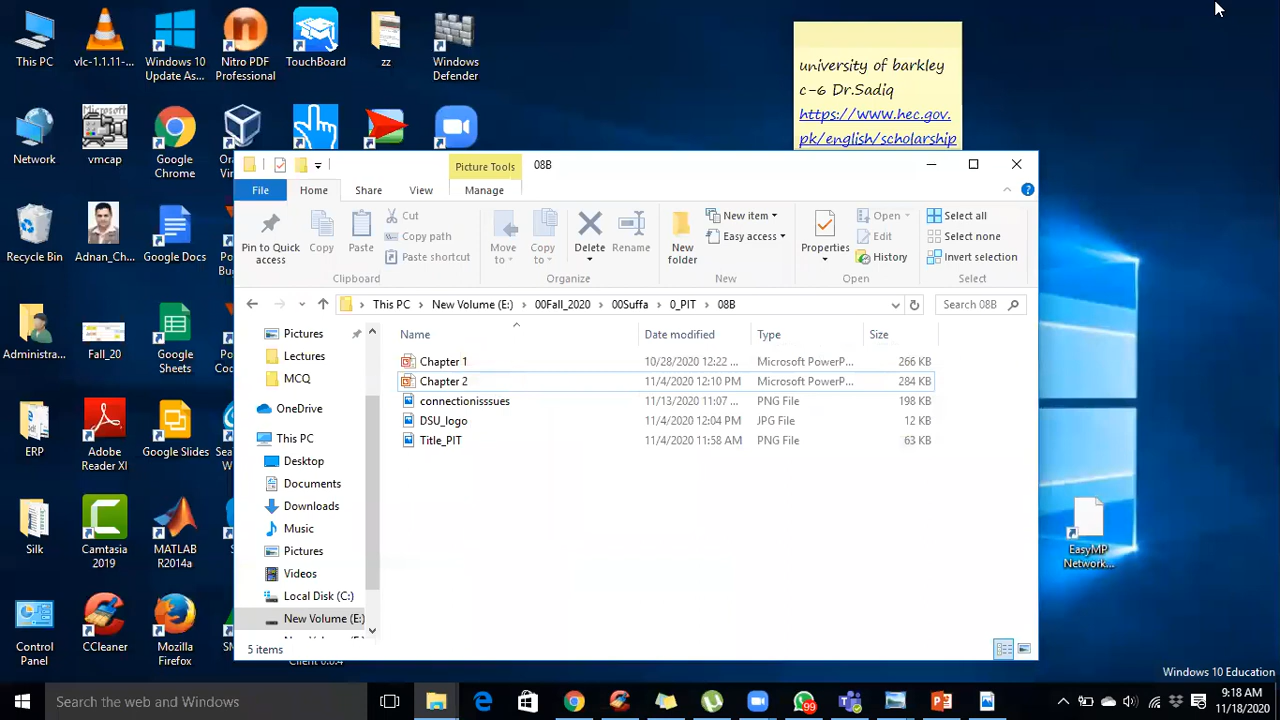 This PC
vlc-1.1.11-...
Windows 10
Update As...
Nitro PDF
Professional
TouchBoard
zz
Windows
Defender
Network
Microsoft
vmcap
Google
Chrome
university of barkley
c-6 Dr.Sadiq
https://www.hec.gov.
pk/english/scholarship
Recycle Bin
Adnan_Ch...
Google Docs
Administra...
Fall_20
Google
Sheets
ERP
Adobe
Reader XI
Google Slides
Silk
Camtasia
2019
MATLAB
R2014a
Control
Panel
CCleaner
Mozilla
Firefox
EasyMP
Network...
Picture Tools
08B
File
Home
Share
View
Manage
Pin to Quick
access
Copy
Paste
Cut
Copy path
Paste shortcut
Move
to
Copy
to
Delete
Rename
New
folder
New item
Easy access
Properties
Open
Edit
History
Select all
Select none
Invert selection
Clipboard
Organize
New
Open
Select
This PC > New Volume (E:) > 00Fall_2020 > 00Suffa > 0_PIT > 08B
Search 08B
Pictures
Lectures
MCQ
OneDrive
This PC
Desktop
Documents
Downloads
Music
Pictures
Videos
Local Disk (C:)
New Volume (E:)
Name Date modified Type Size
Chapter 1 10/28/2020 12:22 ... Microsoft PowerP... 266 KB
Chapter 2 11/4/2020 12:10 PM Microsoft PowerP... 284 KB
connectionisssues 11/13/2020 11:07 ... PNG File 198 KB
DSU_logo 11/4/2020 12:04 PM JPG File 12 KB
Title_PIT 11/4/2020 11:58 AM PNG File 63 KB
5 items
Windows 10 Education
Search the web and Windows
99
9:18 AM
11/18/2020